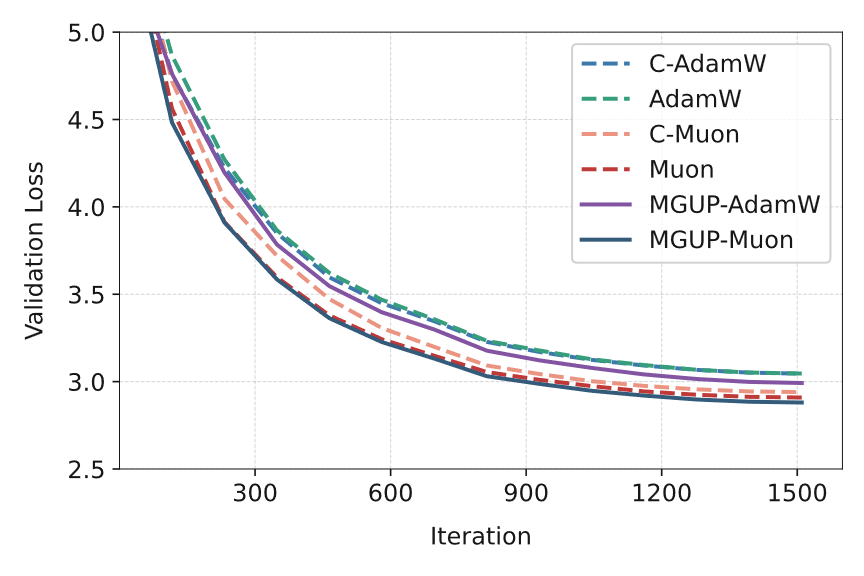 5.0
4.5
4.0
3.5
3.0
2.5
Validation Loss
C-AdamW
AdamW
C-Muon
Muon
MGUP-AdamW
MGUP-Muon
300 600 900 1200 1500
Iteration